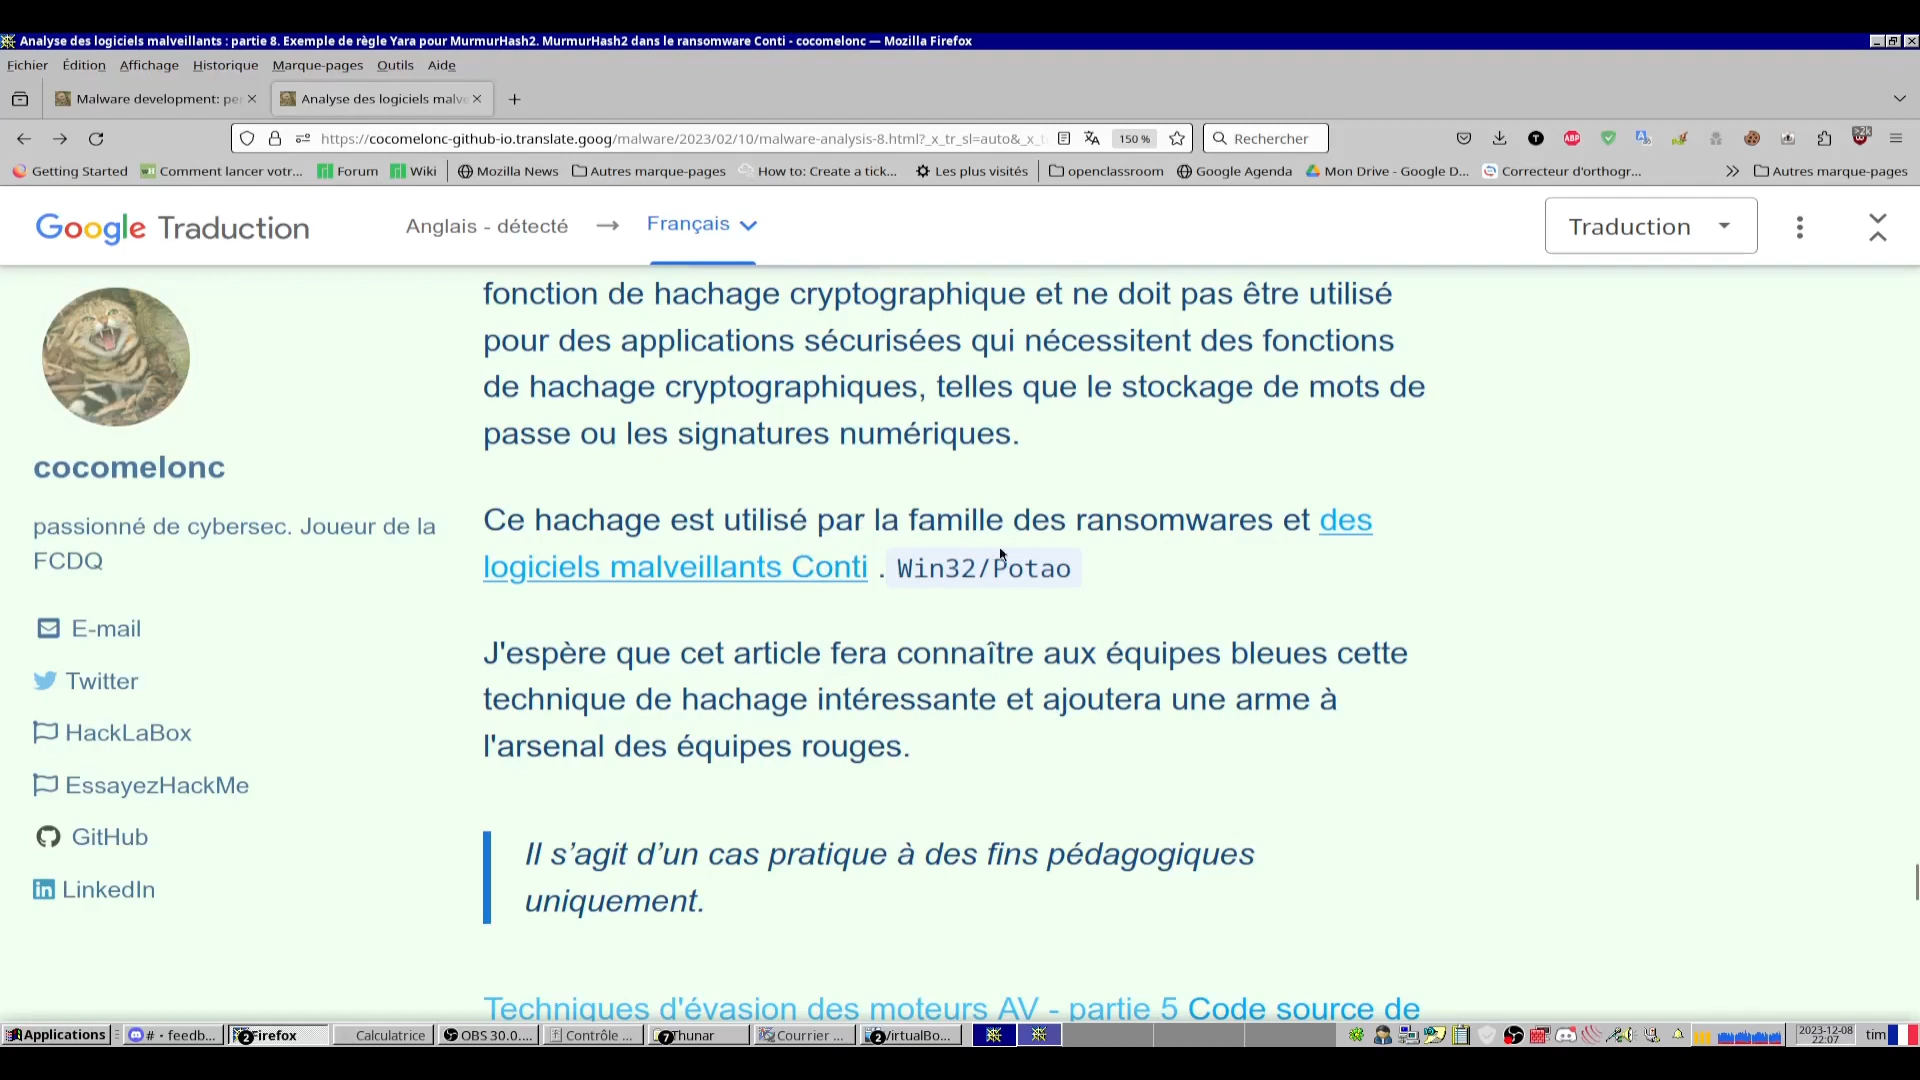 Analyse des logiciels malveillants : partie 8. Exemple de règle Yara pour MurmurHash2. MurmurHash2 dans le ransomware Conti - cocomelonc — Mozilla Firefox
Fichier Édition Affichage Historique Marque-pages Outils Aide
Malware development: pe Analyse des logiciels malve
https://cocomelonc-github-io.translate.goog/malware/2023/02/10/malware-analysis-8.html?_x_tr_sl=auto&_x_t 150 % Rechercher
Getting Started Comment lancer votr... Forum Wiki Mozilla News Autres marque-pages How to: Create a tick... Les plus visités openclassroom Google Agenda Mon Drive - Google D... Correcteur d'orthogr... Autres marque-pages
Google Traduction Anglais - détecté → Français Traduction
fonction de hachage cryptographique et ne doit pas être utilisé
pour des applications sécurisées qui nécessitent des fonctions
de hachage cryptographiques, telles que le stockage de mots de
passe ou les signatures numériques.
cocomelonc
passionné de cybersec. Joueur de la
FCDQ
E-mail
Twitter
HackLaBox
EssayezHackMe
GitHub
LinkedIn
Ce hachage est utilisé par la famille des ransomwares et des
logiciels malveillants Conti . Win32/Potao
J'espère que cet article fera connaître aux équipes bleues cette
technique de hachage intéressante et ajoutera une arme à
l'arsenal des équipes rouges.
Il s’agit d’un cas pratique à des fins pédagogiques
uniquement.
Techniques d'évasion des moteurs AV - partie 5 Code source de
Applications # - feedb... Firefox Calculatrice OBS 30.0.... Contrôle ... Thunar Courrier ... VirtualBo... 2023-12-08 tim
22:07